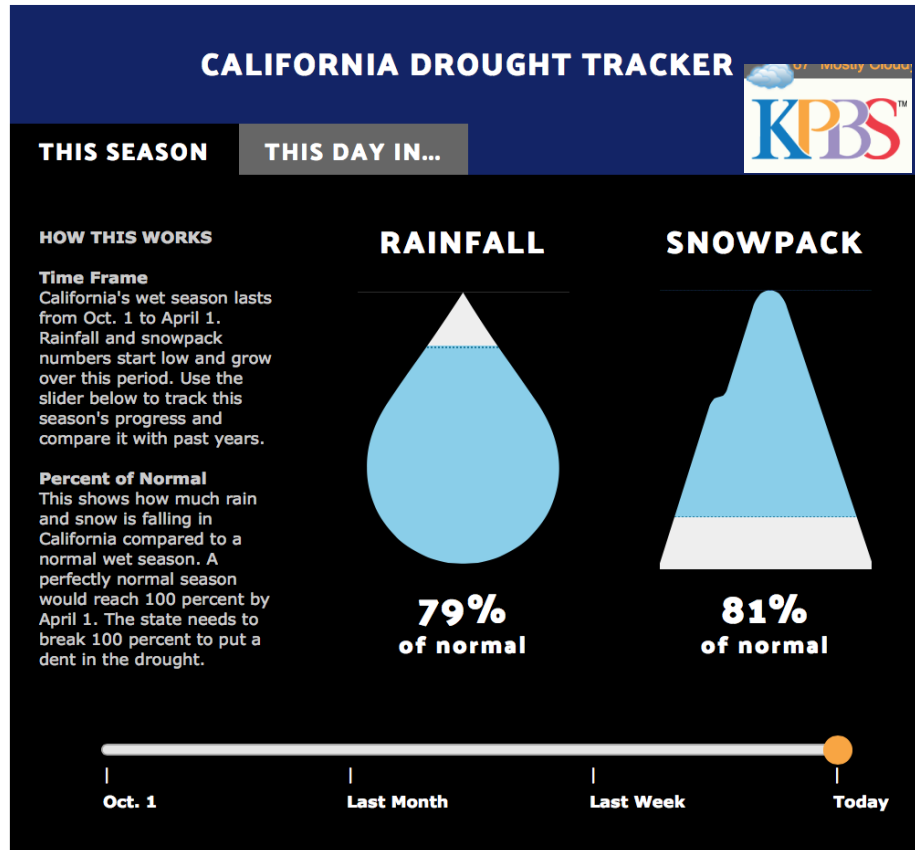 CALIFORNIA DROUGHT TRACKER
Mostly Cloudy
KPBS™
THIS SEASON
THIS DAY IN...
HOW THIS WORKS
Time Frame
California's wet season lasts
from Oct. 1 to April 1.
Rainfall and snowpack
numbers start low and grow
over this period. Use the
slider below to track this
season's progress and
compare it with past years.
Percent of Normal
This shows how much rain
and snow is falling in
California compared to a
normal wet season. A
perfectly normal season
would reach 100 percent by
April 1. The state needs to
break 100 percent to put a
dent in the drought.
RAINFALL
79%
of normal
SNOWPACK
81%
of normal
Oct. 1
Last Month
Last Week
Today